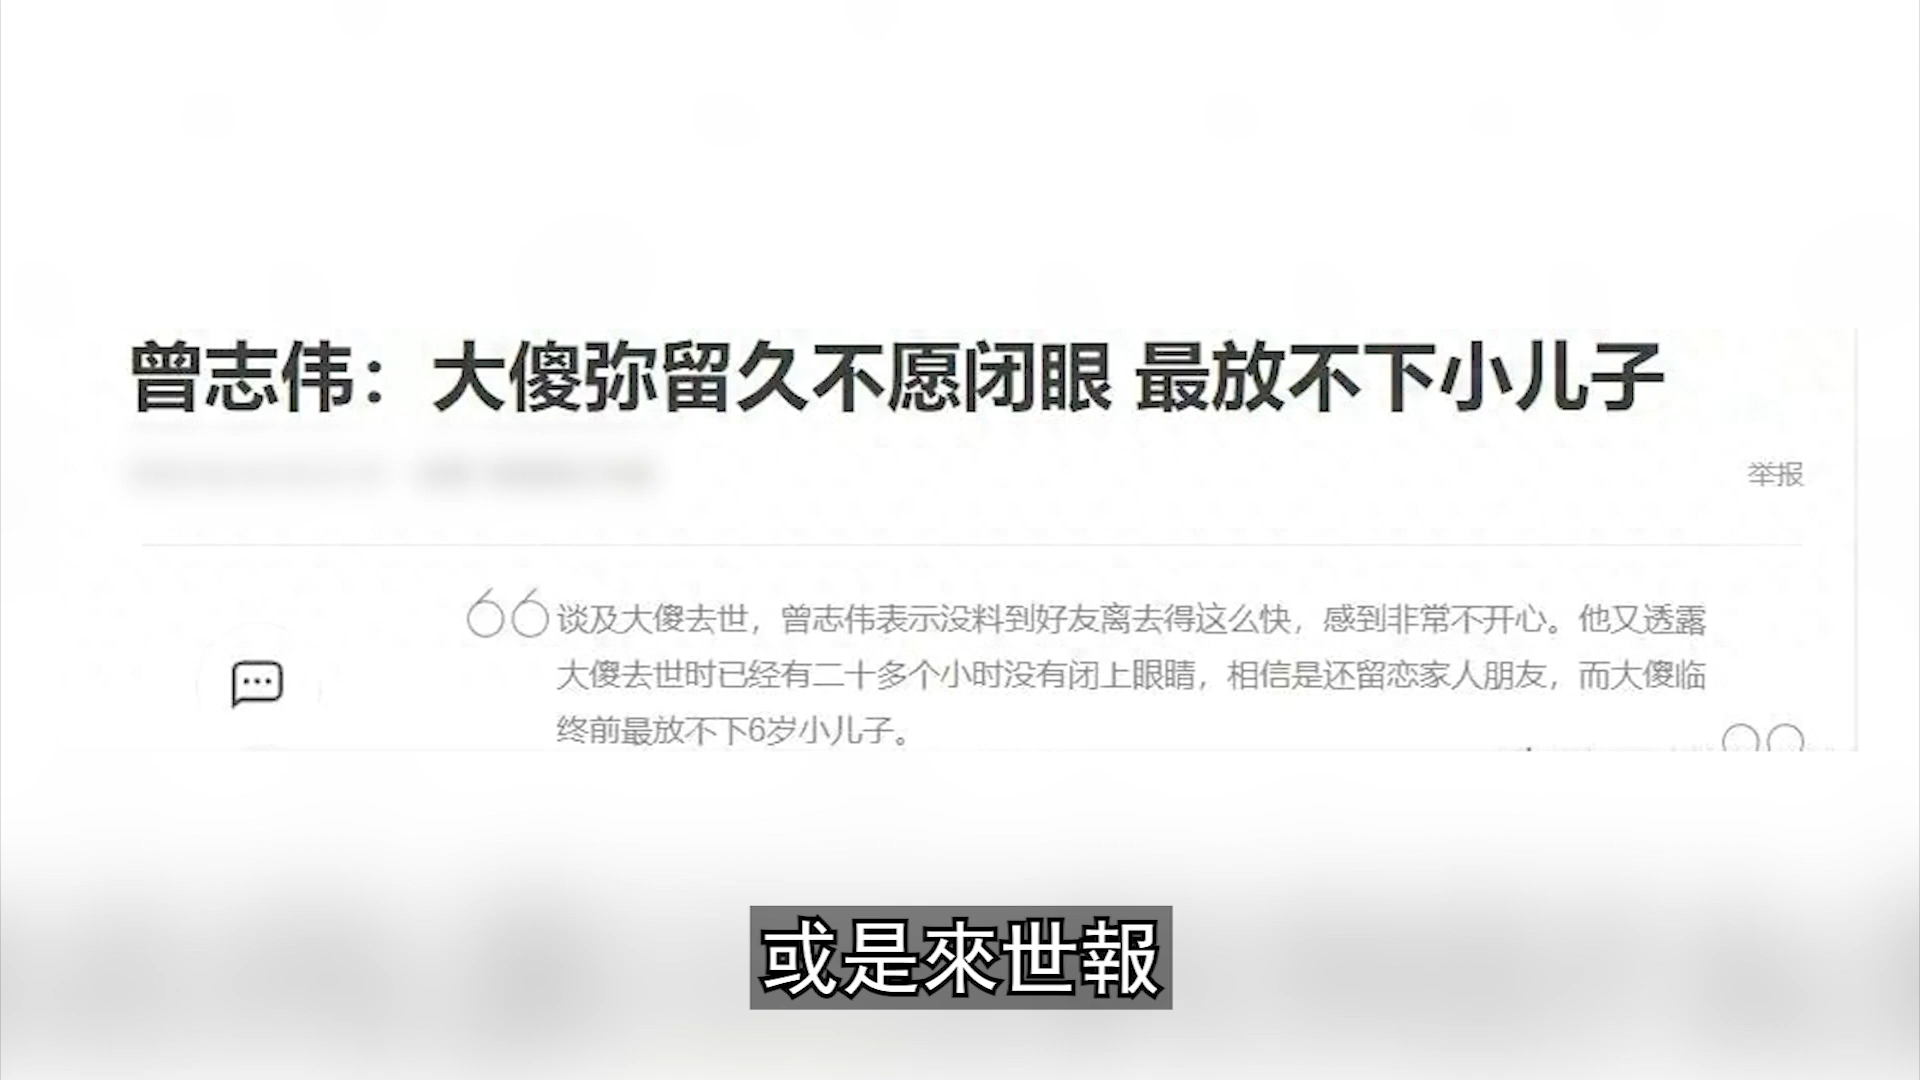 曾志伟：大傻弥留久不愿闭眼 最放不下小儿子
举报
谈及大傻去世，曾志伟表示没料到好友离去得这么快，感到非常不开心。他又透露
大傻去世时已经有二十多个小时没有闭上眼睛，相信是还留恋家人朋友，而大傻临
终前最放不下6岁小儿子。
或是來世報